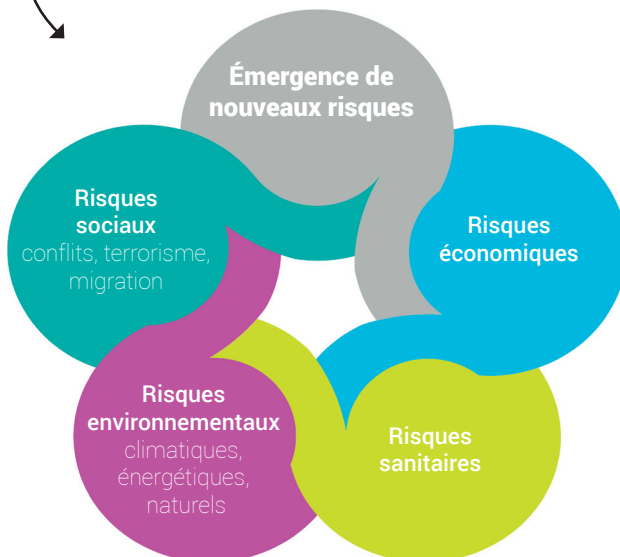 Émergence de
nouveaux risques
Risques
économiques
Risques
sanitaires
Risques
environnementaux
climatiques,
énergétiques,
naturels
Risques
sociaux
conflits, terrorisme,
migration